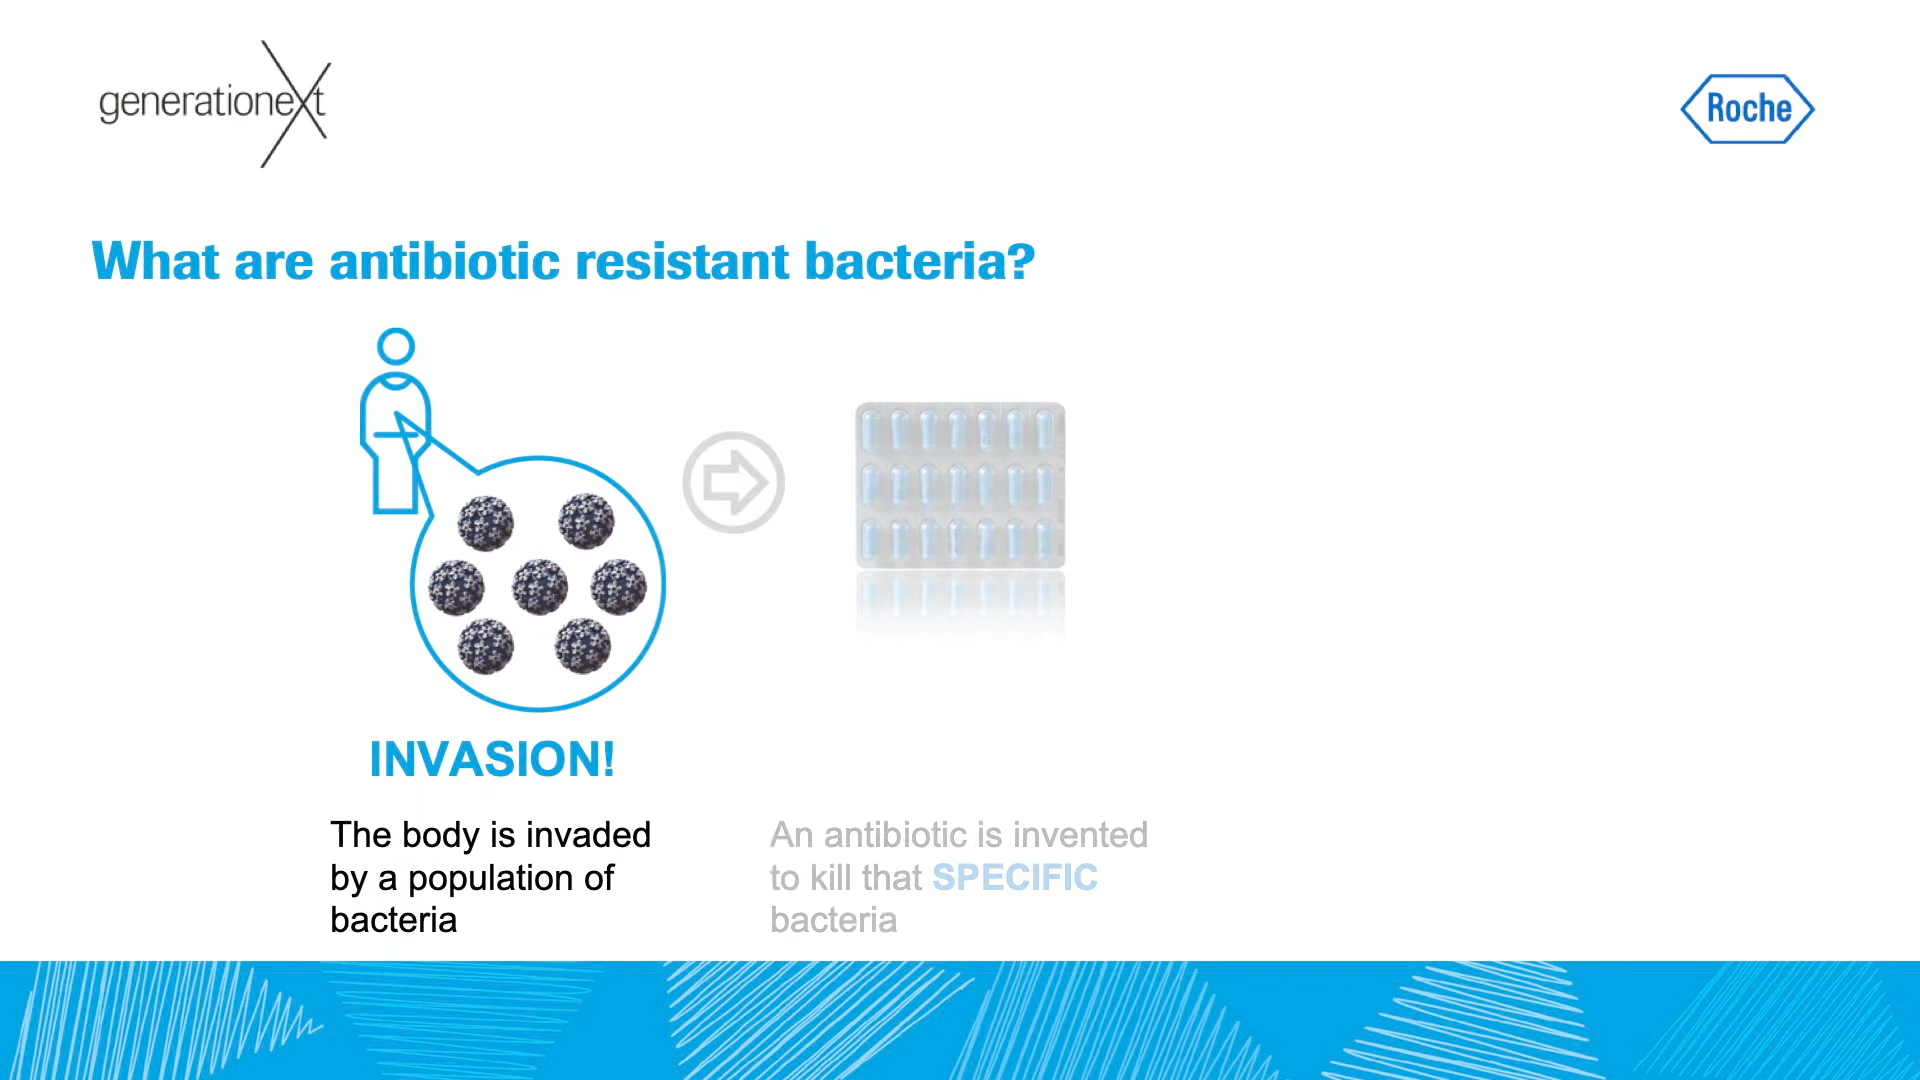 generationeXt
Roche
What are antibiotic resistant bacteria?
INVASION!
The body is invaded
by a population of
bacteria
An antibiotic is invented
to kill that SPECIFIC
bacteria